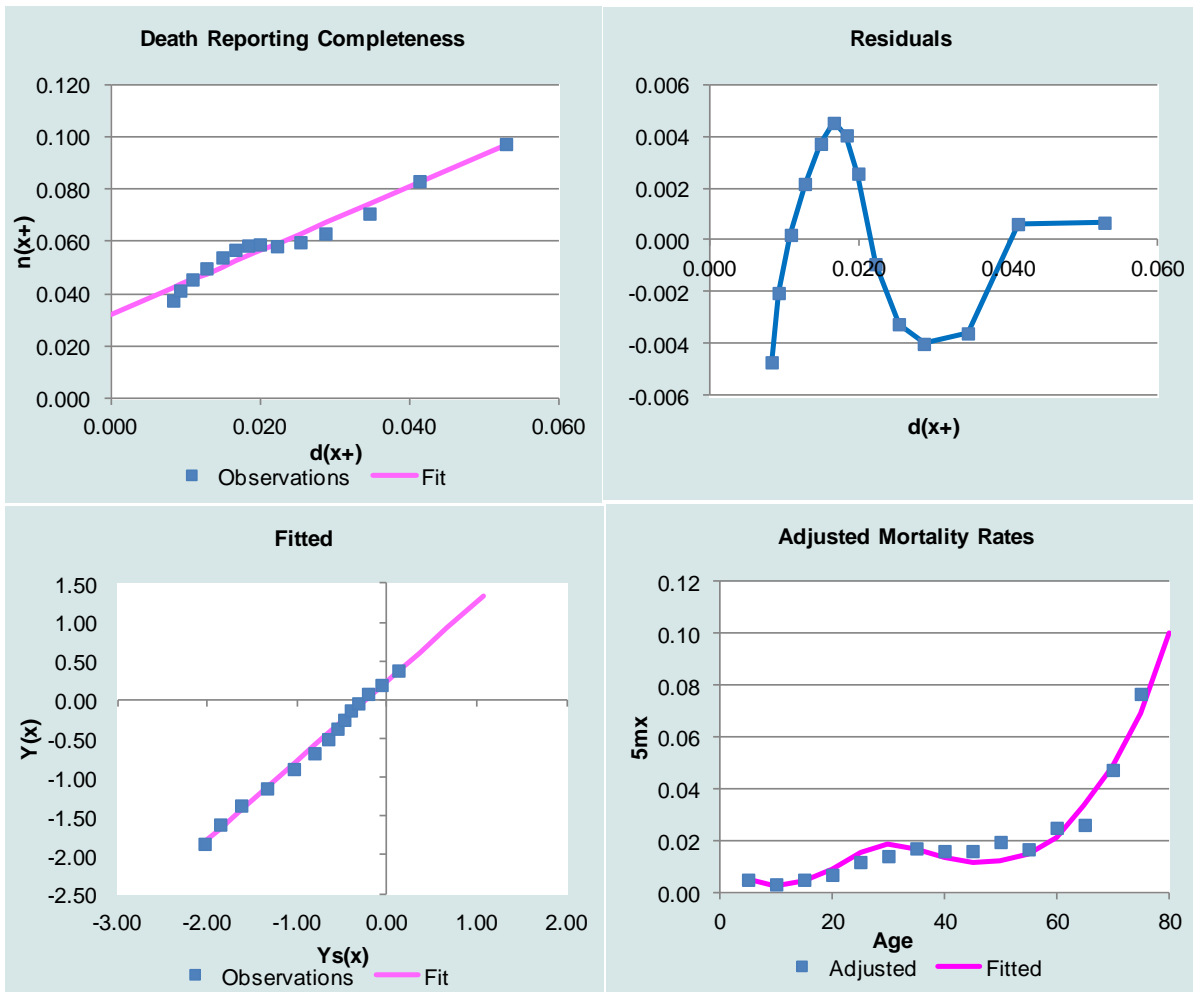 Death Reporting Completeness
0.120
0.100
0.080
0.060
0.040
0.020
0.000
n(x+)
0.000 0.020 0.040 0.060
d(x+)
Observations Fit
Residuals
0.006
0.004
0.002
0.000
-0.002
-0.004
-0.006
0.000 0.020 0.040 0.060
d(x+)
Fitted
1.50
1.00
0.50
0.00
-0.50
-1.00
-1.50
-2.00
-2.50
Y(x)
-3.00 -2.00 -1.00 0.00 1.00 2.00
Ys(x)
Observations Fit
Adjusted Mortality Rates
0.12
0.10
0.08
0.06
0.04
0.02
0.00
5mx
0 20 40 60 80
Age
Adjusted Fitted